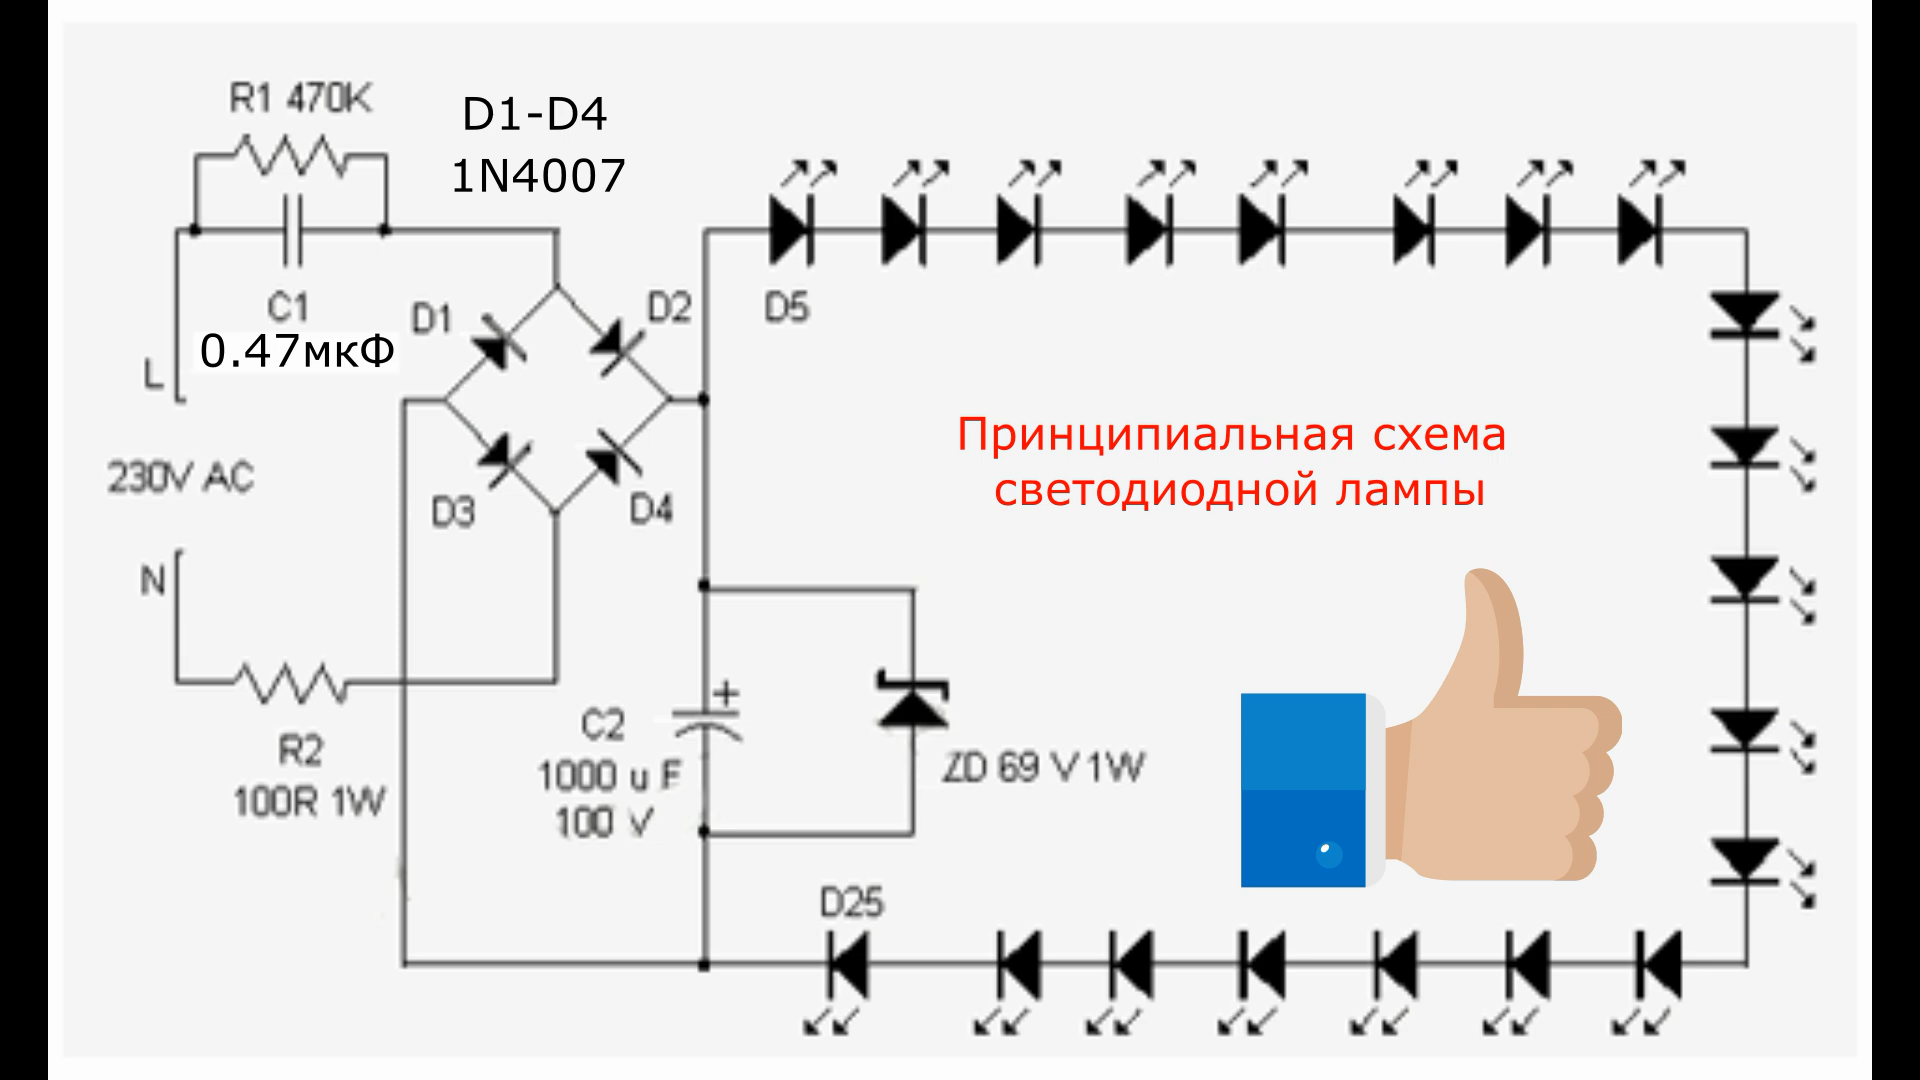 R1 470K
D1-D4
1N4007
C1
0.47мкФ
D1
D2
D5
L
230V AC
Принципиальная схема
светодиодной лампы
D3
D4
N
+
R2
100R 1W
C2
1000 u F
100 V
ZD 69 V 1W
D25